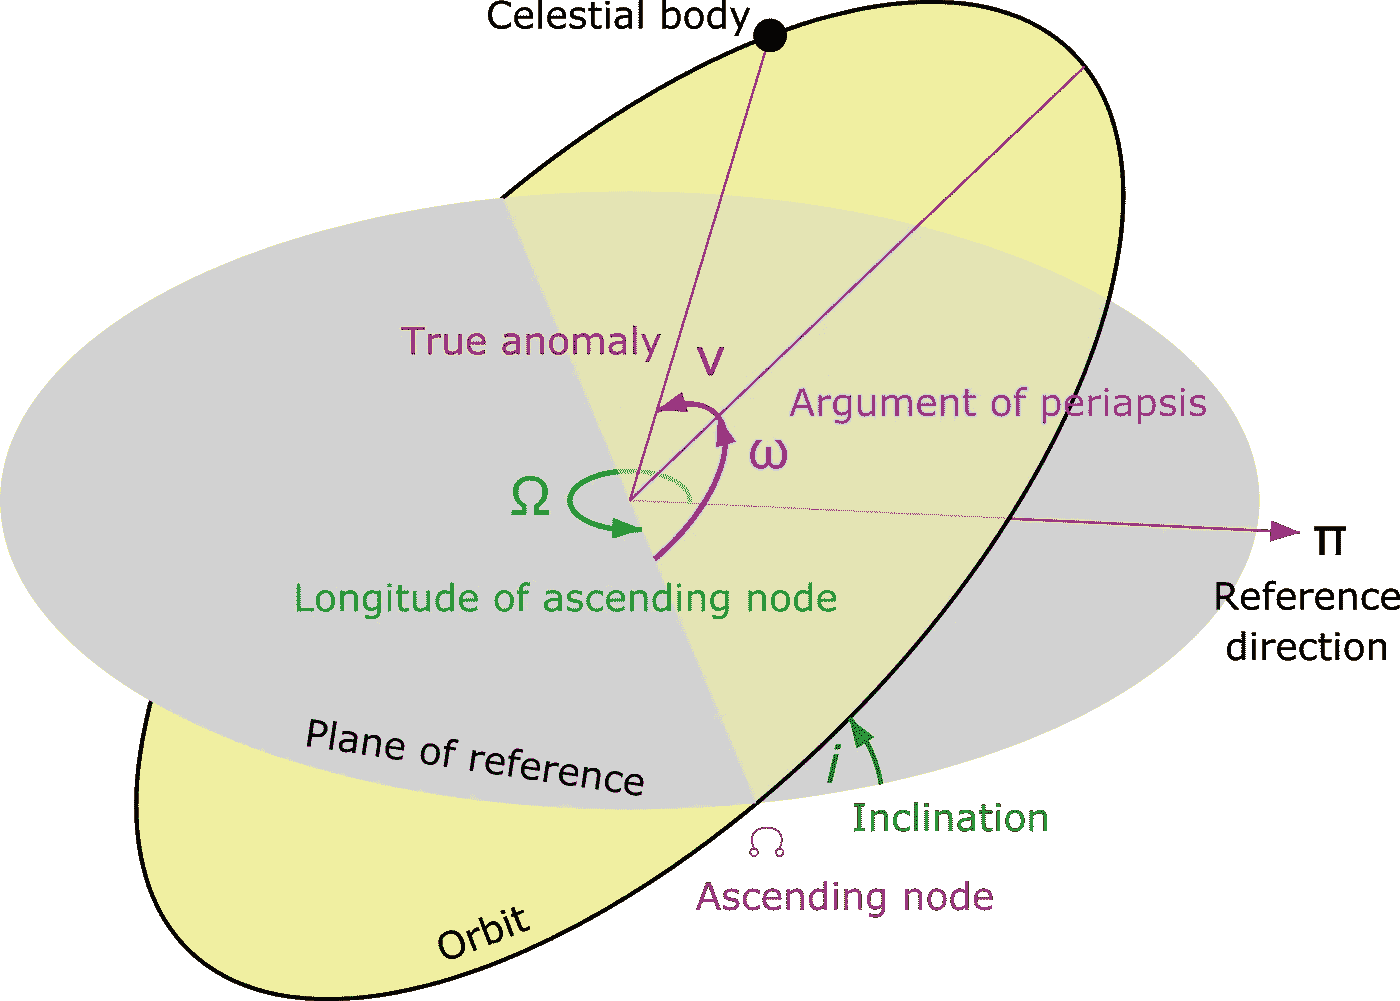 Celestial body
True anomaly
ν
Argument of periapsis
ω
Ω
π
Longitude of ascending node
Reference
direction
Plane of reference
i
Inclination
☊
Ascending node
Orbit